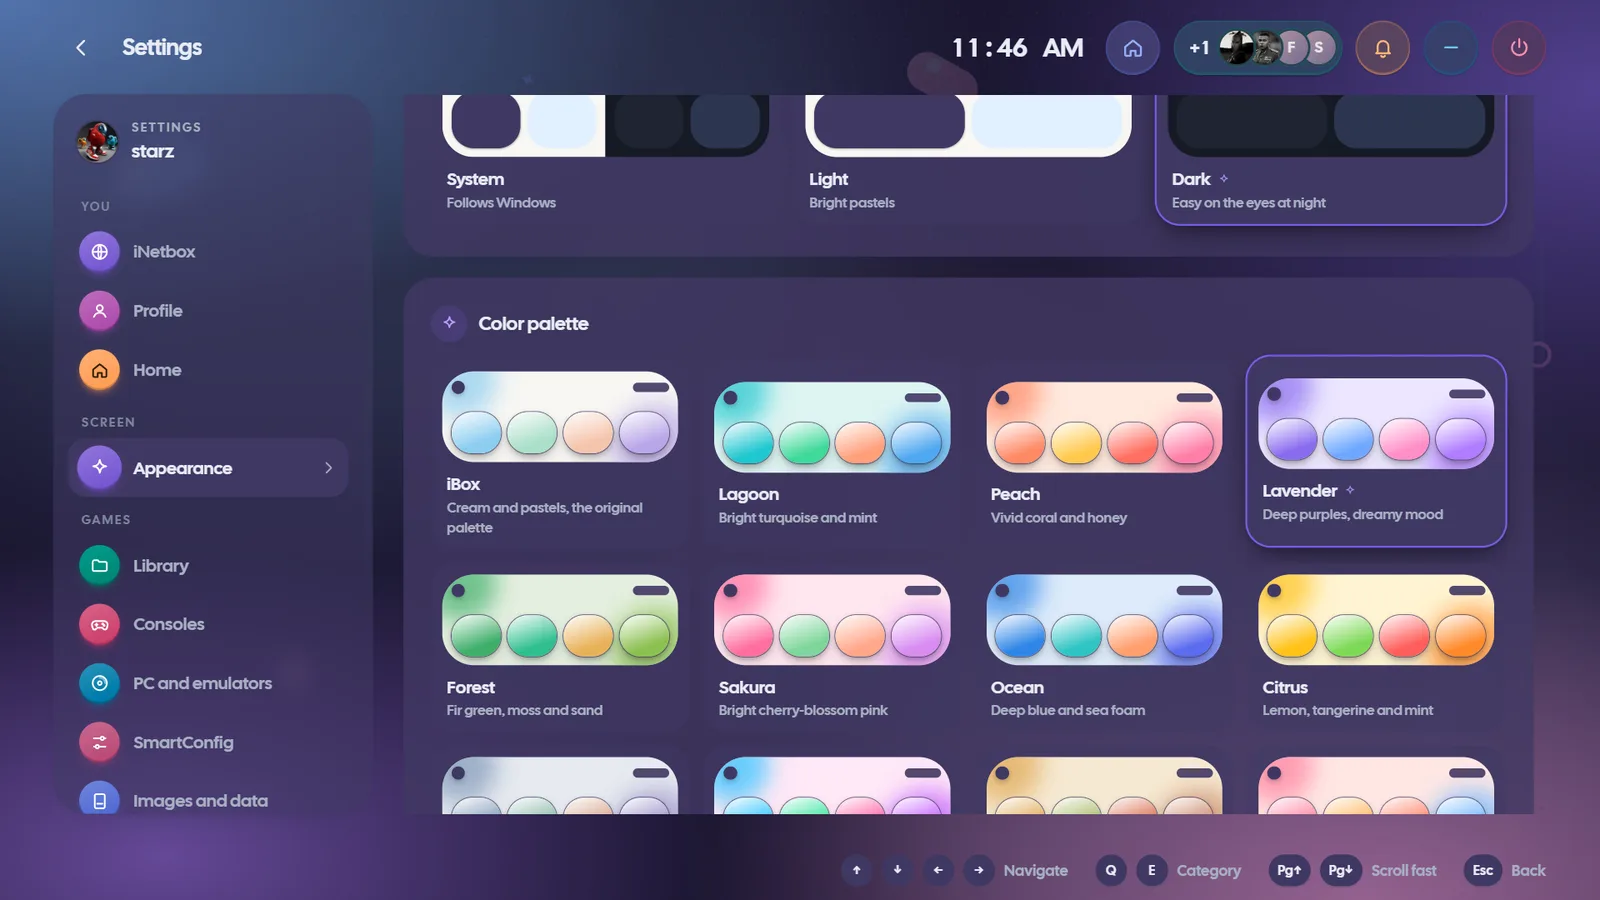 Settings
11:46 AM
+1
F
S
SETTINGS
starz
YOU
iNetbox
Profile
Home
SCREEN
Appearance
GAMES
Library
Consoles
PC and emulators
SmartConfig
Images and data
System
Follows Windows
Light
Bright pastels
Dark
Easy on the eyes at night
Color palette
iBox
Cream and pastels, the original
palette
Lagoon
Bright turquoise and mint
Peach
Vivid coral and honey
Lavender
Deep purples, dreamy mood
Forest
Fir green, moss and sand
Sakura
Bright cherry-blossom pink
Ocean
Deep blue and sea foam
Citrus
Lemon, tangerine and mint
↑ ↓ ← → Navigate
Q E Category
Pg↑ Pg↓ Scroll fast
Esc Back